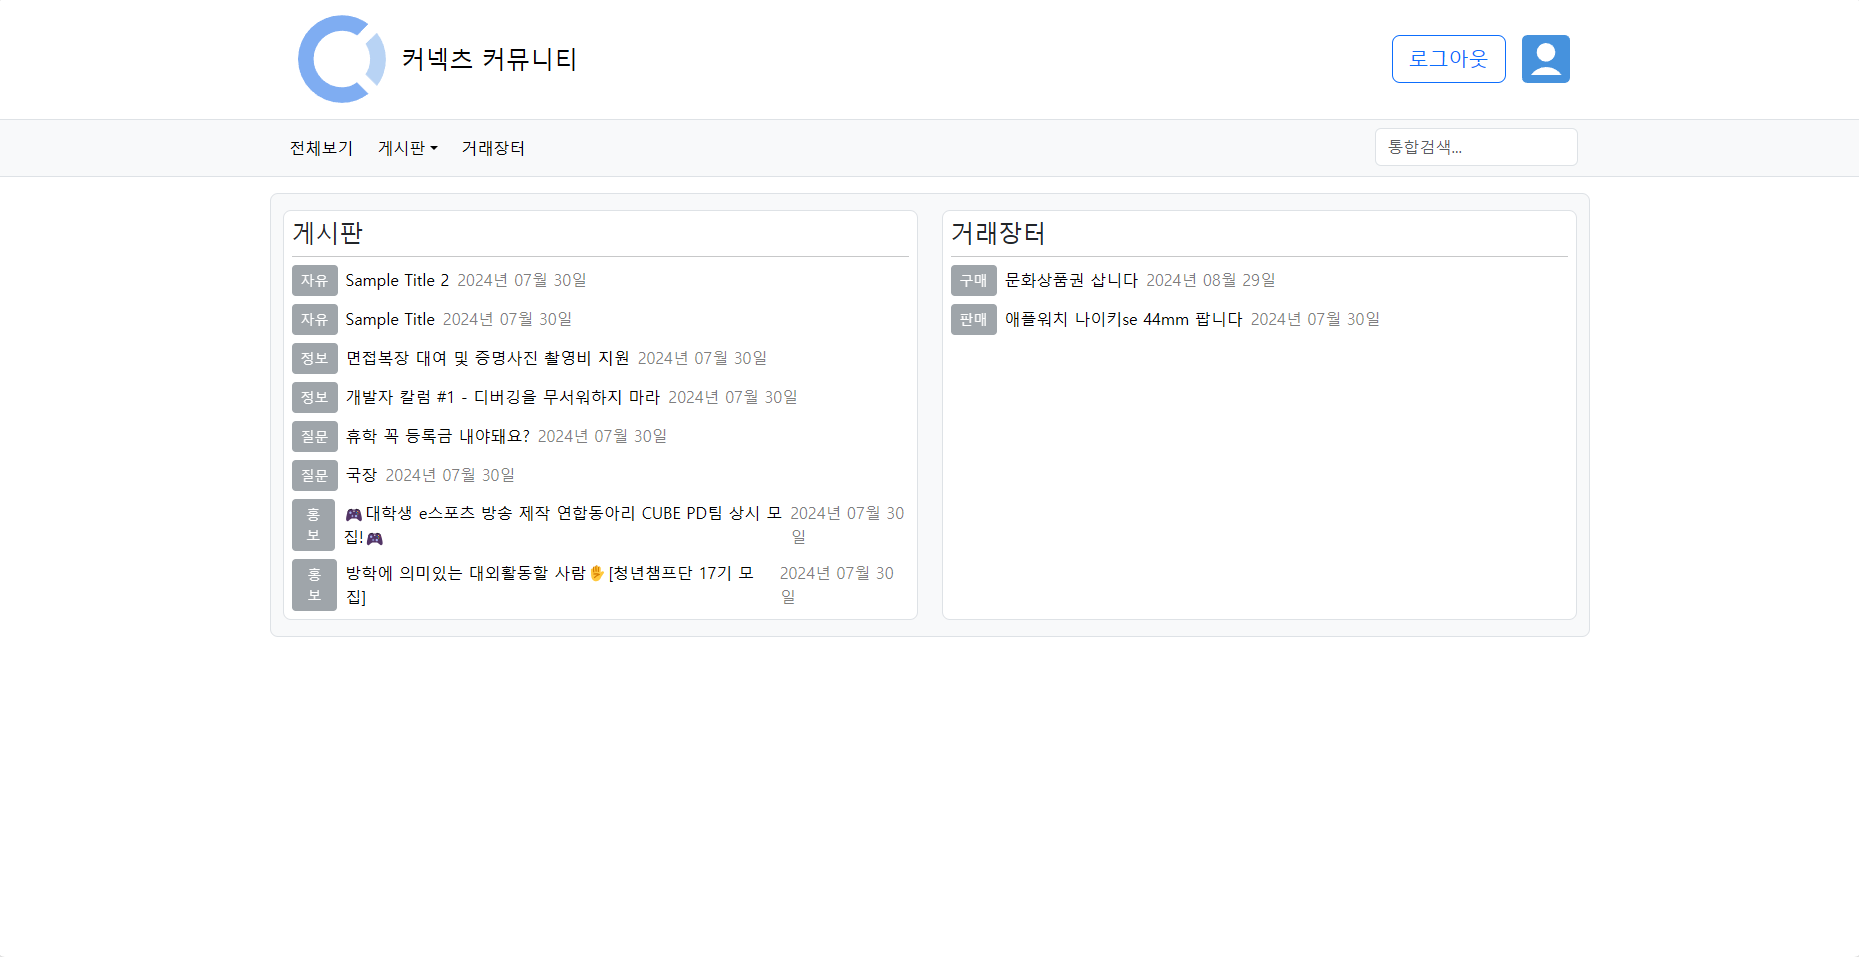 커넥츠 커뮤니티
로그아웃
전체보기 게시판 거래장터
통합검색...
게시판
자유 Sample Title 2 2024년 07월 30일
자유 Sample Title 2024년 07월 30일
정보 면접복장 대여 및 증명사진 촬영비 지원 2024년 07월 30일
정보 개발자 칼럼 #1 - 디버깅을 무서워하지 마라 2024년 07월 30일
질문 휴학 꼭 등록금 내야돼요? 2024년 07월 30일
질문 국장 2024년 07월 30일
홍
보
🎮대학생 e스포츠 방송 제작 연합동아리 CUBE PD팀 상시 모
집!🎮
2024년 07월 30
일
홍
보
방학에 의미있는 대외활동할 사람✋[청년챔프단 17기 모
집]
2024년 07월 30
일
거래장터
구매 문화상품권 삽니다 2024년 08월 29일
판매 애플워치 나이키se 44mm 팝니다 2024년 07월 30일